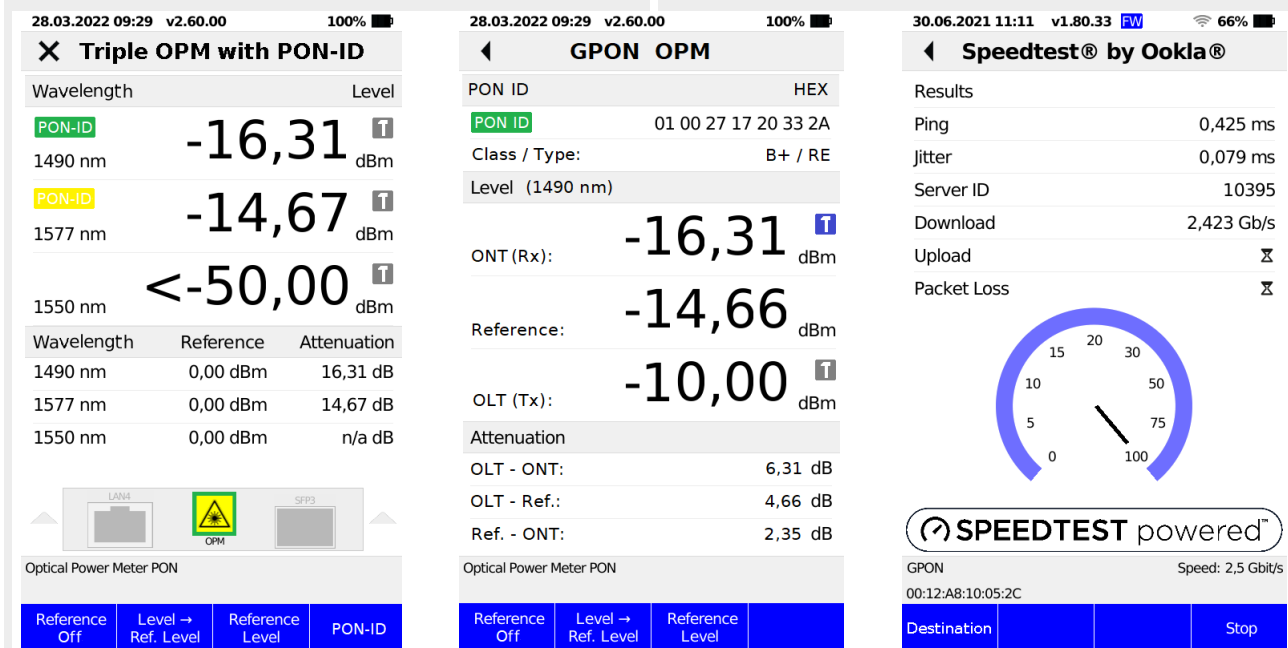 28.03.2022 09:29 v2.60.00 100%
Triple OPM with PON-ID
Wavelength Level
PON-ID
1490 nm -16,31 T dBm
PON-ID
1577 nm -14,67 T dBm
1550 nm <-50,00 T dBm
Wavelength Reference Attenuation
1490 nm 0,00 dBm 16,31 dB
1577 nm 0,00 dBm 14,67 dB
1550 nm 0,00 dBm n/a dB
LAN4 SFP3
OPM
Optical Power Meter PON
Reference Off
Level → Ref. Level
Reference Level
PON-ID
28.03.2022 09:29 v2.60.00 100%
GPON OPM
PON ID HEX
PON ID 01 00 27 17 20 33 2A
Class / Type: B+ / RE
Level (1490 nm)
ONT (Rx): -16,31 T dBm
Reference: -14,66 dBm
OLT (Tx): -10,00 T dBm
Attenuation
OLT - ONT: 6,31 dB
OLT - Ref.: 4,66 dB
Ref. - ONT: 2,35 dB
Optical Power Meter PON
Reference Off
Level → Ref. Level
Reference Level
30.06.2021 11:11 v1.80.33 FW 66%
Speedtest® by Ookla®
Results
Ping 0,425 ms
Jitter 0,079 ms
Server ID 10395
Download 2,423 Gb/s
Upload
Packet Loss
0 5 10 15 20 30 50 75 100
SPEEDTEST powered™
GPON Speed: 2,5 Gbit/s
00:12:A8:10:05:2C
Destination Stop